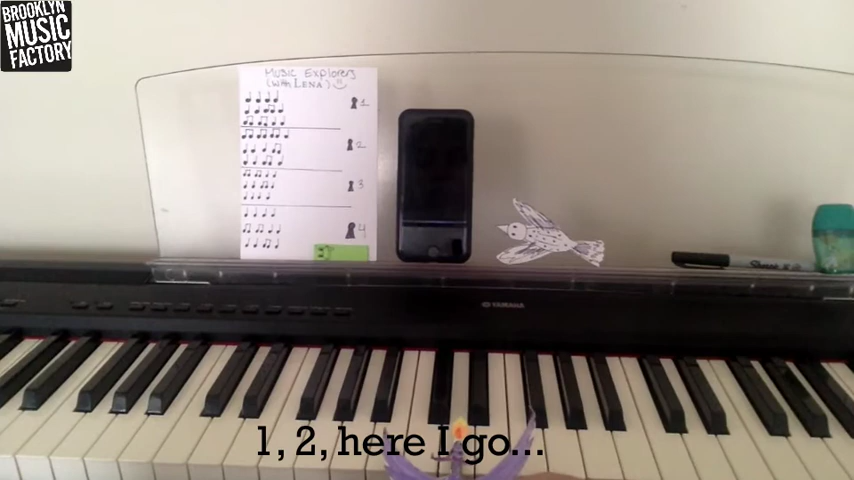 BROOKLYN
MUSIC
FACTORY
MUSIC EXPLORERS
(WITH LENA)
1
2
3
4
YAMAHA
Sharpie
1, 2, here I go...